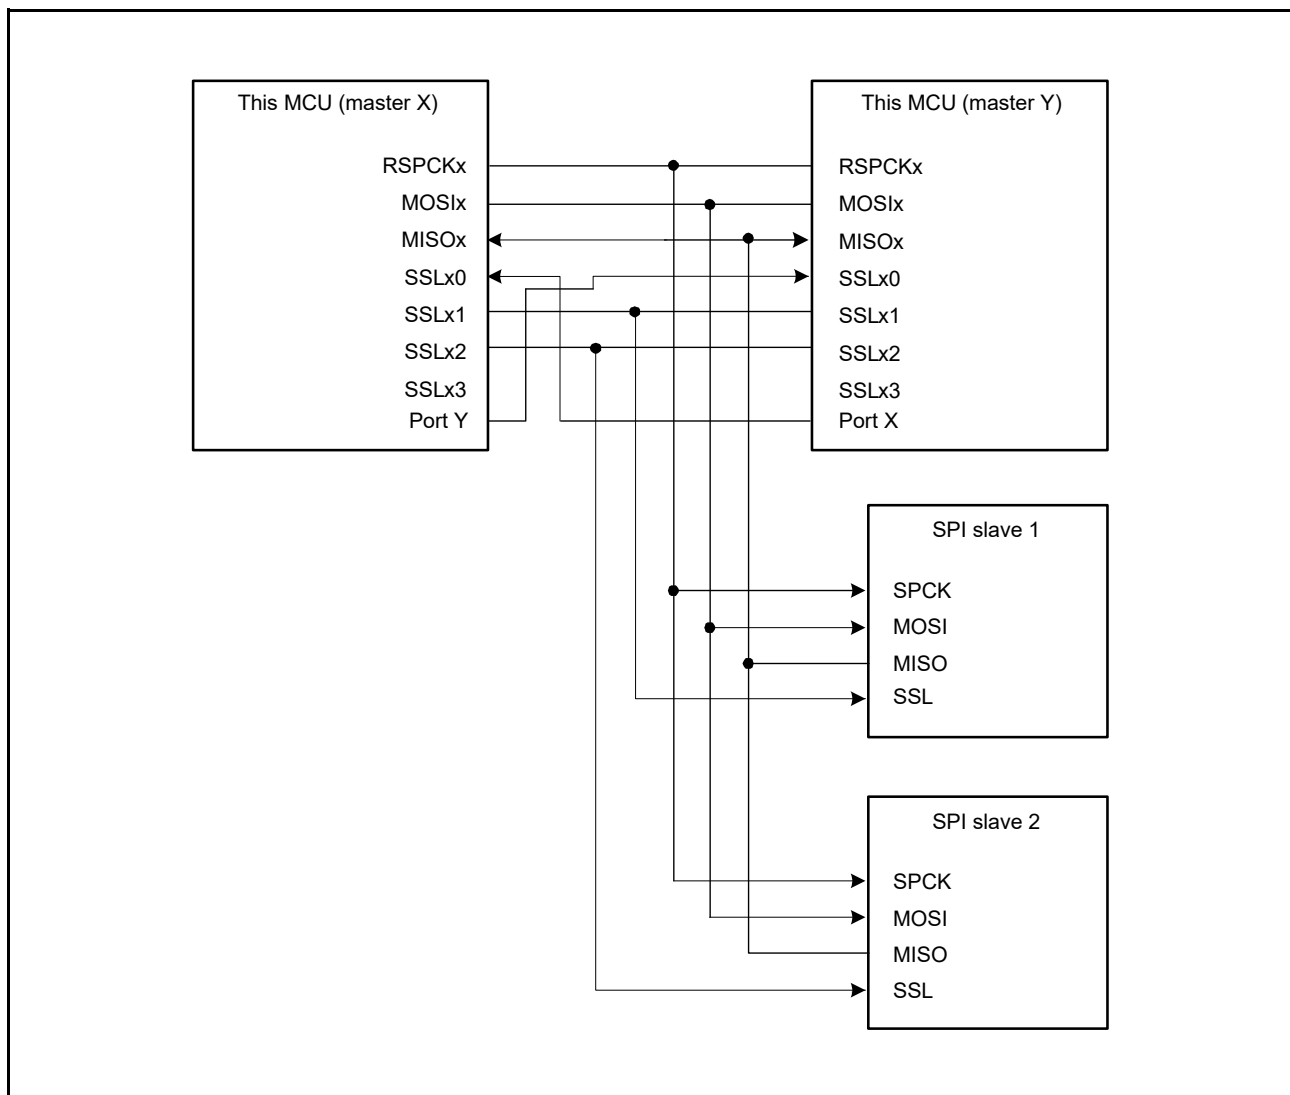 This MCU (master X)
RSPCKx
MOSIx
MISOx
SSLx0
SSLx1
SSLx2
SSLx3
Port Y
This MCU (master Y)
RSPCKx
MOSIx
MISOx
SSLx0
SSLx1
SSLx2
SSLx3
Port X
SPI slave 1
SPCK
MOSI
MISO
SSL
SPI slave 2
SPCK
MOSI
MISO
SSL